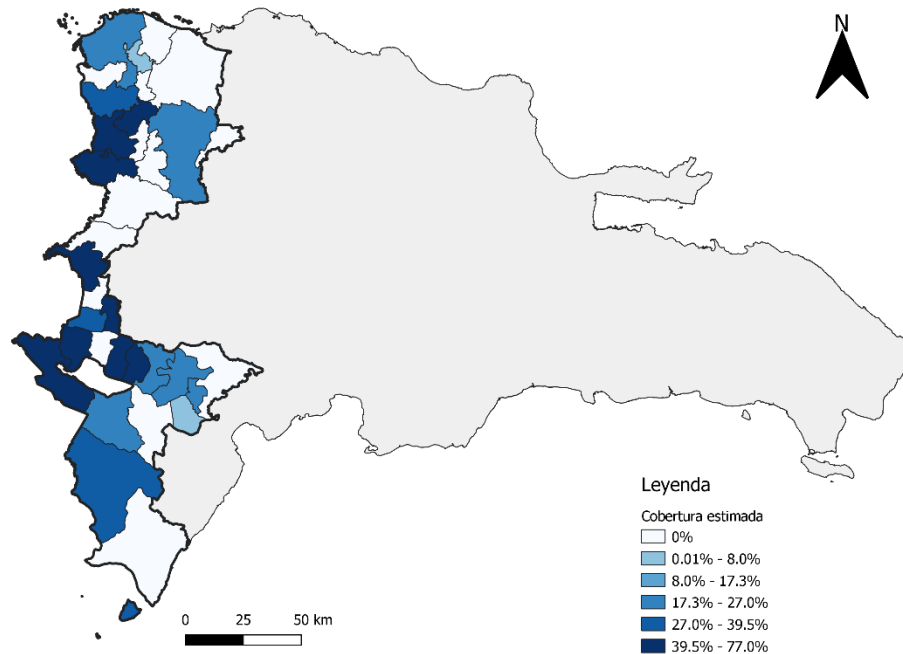 N
Leyenda
Cobertura estimada
0%
0.01% - 8.0%
8.0% - 17.3%
17.3% - 27.0%
27.0% - 39.5%
39.5% - 77.0%
0 25 50 km